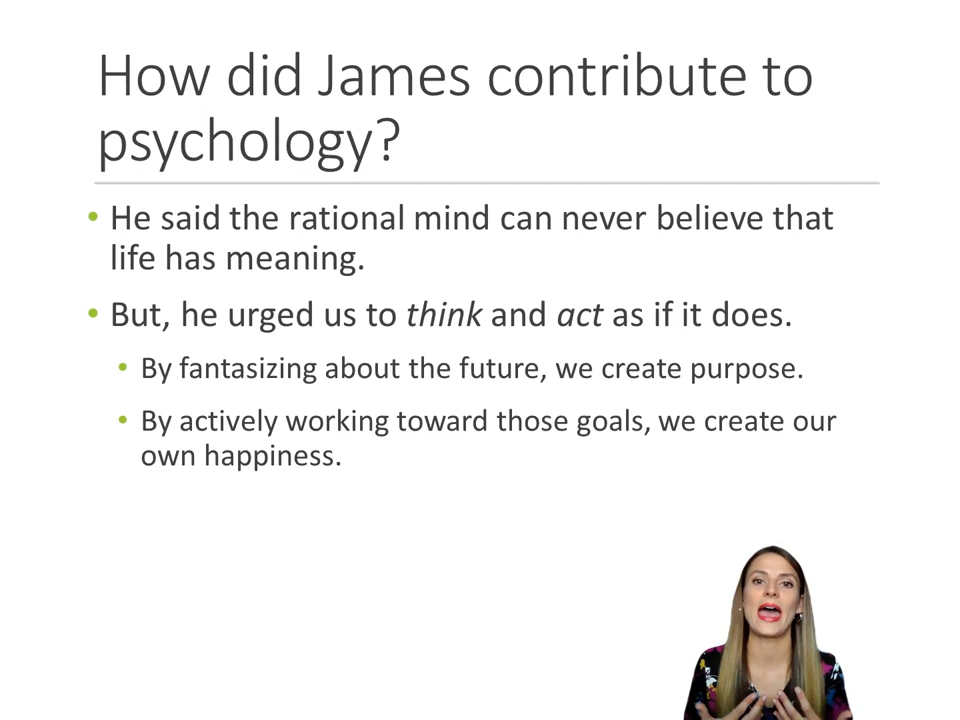 How did James contribute to
psychology?
• He said the rational mind can never believe that
life has meaning.
• But, he urged us to think and act as if it does.
• By fantasizing about the future, we create purpose.
• By actively working toward those goals, we create our
own happiness.